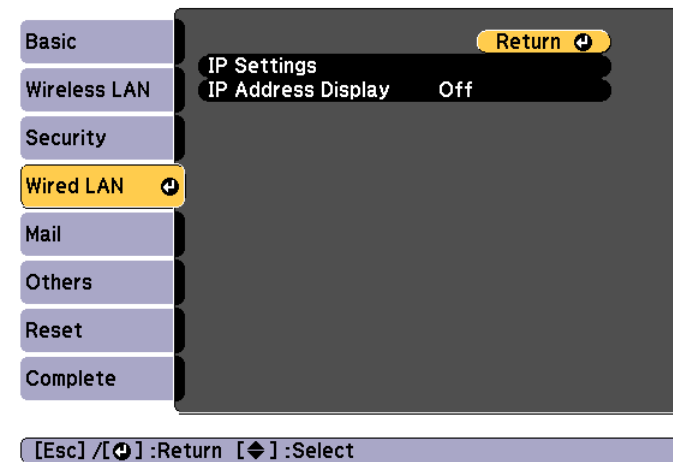 Basic
Wireless LAN
Security
Wired LAN
Mail
Others
Reset
Complete
Return
IP Settings
IP Address Display Off
[Esc] /[⏎] :Return [◆] :Select